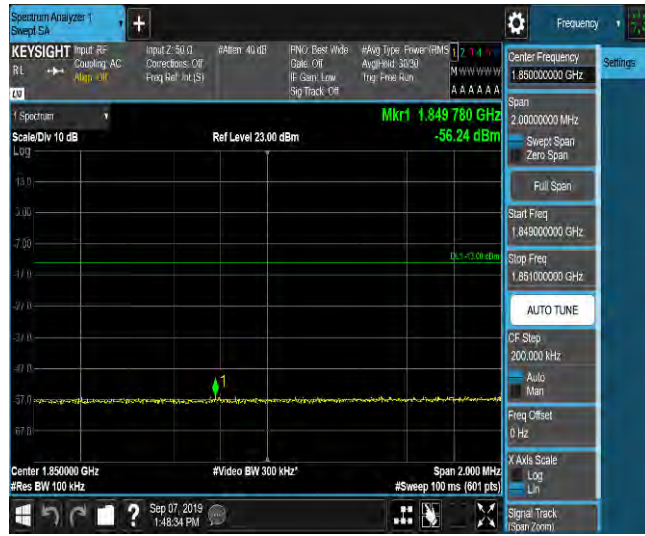 Spectrum Analyzer 1
Swept SA
+
Frequency
Settings
KEYSIGHT
RL
Input: RF
Coupling: AC
Align: Off
Input Z: 50 Ω
Corrections: Off
Freq Ref: Int (S)
#Atten: 40 dB
PNO: Best Wide
Gate: Off
IF Gain: Low
Sig Track: Off
#Avg Type: Power (RMS
Avg|Hold: 30/30
Trig: Free Run
M W W W W W
A A A A A A
LXI
1 Spectrum
Scale/Div 10 dB
Log
Ref Level 23.00 dBm
Mkr1 1.849 780 GHz
-56.24 dBm
13.0
3.00
-7.00
DL1 -13.00 dBm
-17.0
-27.0
-37.0
-47.0
1
-57.0
-67.0
Center 1.850000 GHz
#Res BW 100 kHz
#Video BW 300 kHz*
Span 2.000 MHz
#Sweep 100 ms (601 pts)
Center Frequency
1.850000000 GHz
Span
2.00000000 MHz
Swept Span
Zero Span
Full Span
Start Freq
1.849000000 GHz
Stop Freq
1.851000000 GHz
AUTO TUNE
CF Step
200.000 kHz
Auto
Man
Freq Offset
0 Hz
X Axis Scale
Log
Lin
Signal Track
(Span Zoom)
?
Sep 07, 2019
1:48:34 PM